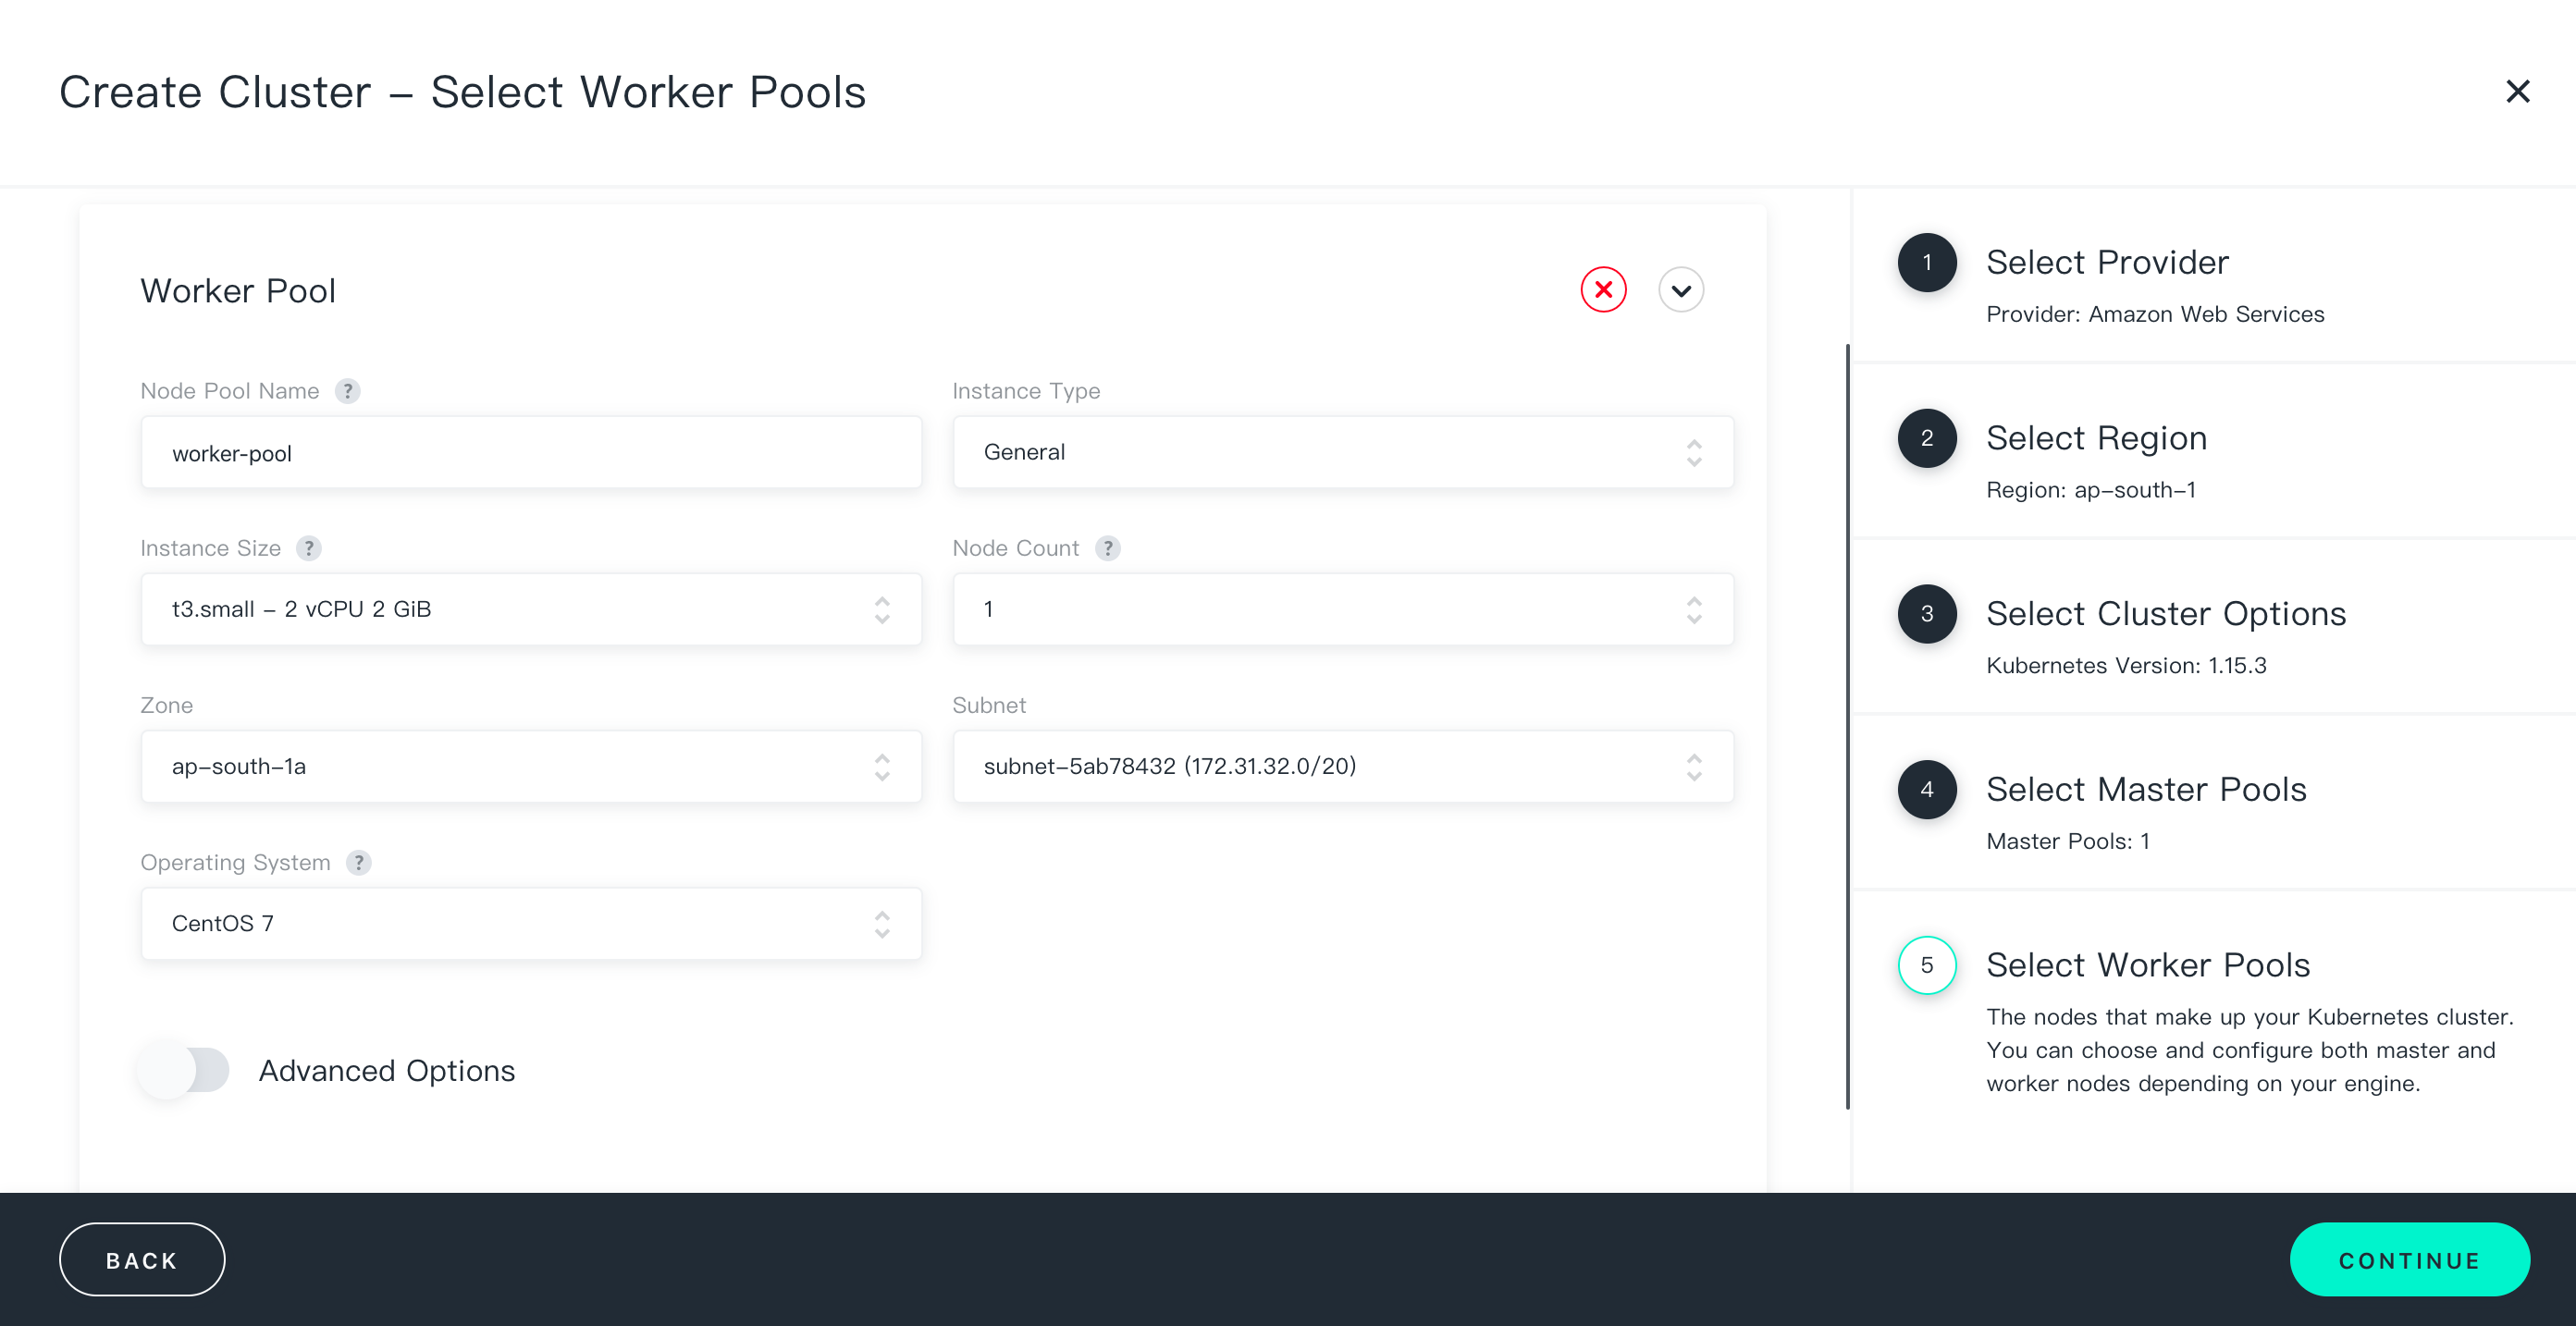 Create Cluster – Select Worker Pools
Worker Pool
Node Pool Name ?
worker-pool
Instance Type
General
Instance Size ?
t3.small – 2 vCPU 2 GiB
Node Count ?
1
Zone
ap–south–1a
Subnet
subnet–5ab78432 (172.31.32.0/20)
Operating System ?
CentOS 7
Advanced Options
1 Select Provider
Provider: Amazon Web Services
2 Select Region
Region: ap–south–1
3 Select Cluster Options
Kubernetes Version: 1.15.3
4 Select Master Pools
Master Pools: 1
5 Select Worker Pools
The nodes that make up your Kubernetes cluster.
You can choose and configure both master and
worker nodes depending on your engine.
BACK
CONTINUE